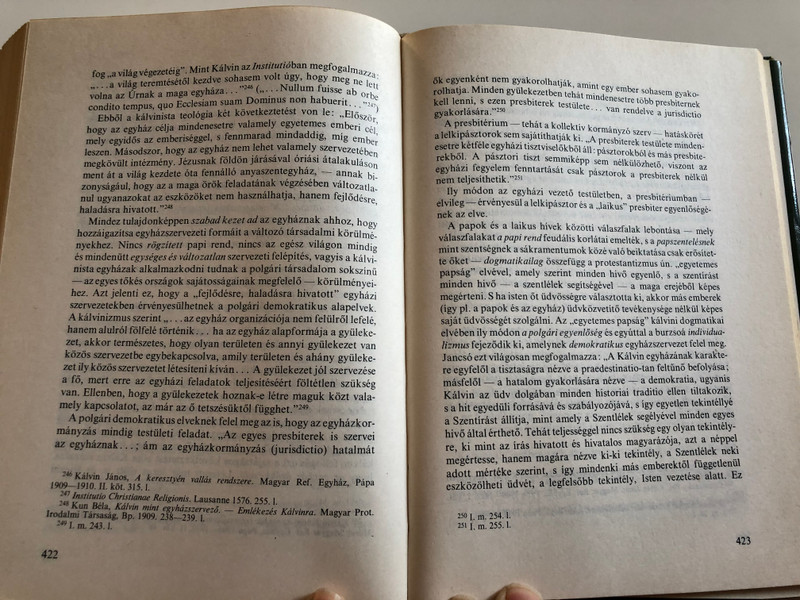 fog „a világ végezetéig”. Mint Kálvin az Institutióban megfogalmazza:
„...a világ teremtésétől kezdve sohasem volt úgy, hogy meg ne lett
volna az Úrnak a maga egyháza...”²⁴⁶ („...Nullum fuisse ab orbe
condito tempus, quo Ecclesiam suam Dominus non habuerit...”²⁴⁷)
Ebből a kálvinista teológia két következtetést von le: „Először,
hogy az egyház célja mindenesetre valamely egyetemes emberi cél,
mely egyidős az emberiséggel, s fennmarad mindaddig, míg ember
leszen. Másodszor, hogy az egyház nem lehet valamely szervezetében
megkövült intézmény. Jézusnak földön járásával óriási átalakuláson
ment át a világ kezdete óta fennálló anyaszentegyház, — annak bi-
zonyságául, hogy az a maga örök feladatának végzésében változatla-
nul ugyanazokat az eszközöket nem használhatja, hanem fejlődésre,
haladásra hivatott.”²⁴⁸
Mindez tulajdonképpen szabad kezet ad az egyháznak ahhoz, hogy
hozzáigazítsa egyházszervezeti formáit a változó társadalmi körülmé-
nyekhez. Nincs rögzített papi rend, nincs az egész világon mindig
és mindenütt egységes és változatlan szervezeti felépítés, vagyis a kálvi-
nista egyházak alkalmazkodni tudnak a polgári társadalom sokszínű
— az egyes tőkés országok sajátosságainak megfelelő — körülményei-
hez. Azt jelenti ez, hogy a „fejlődésre, haladásra hivatott” egyházi
szervezetekben érvényesülhetnek a polgári demokratikus alapelvek.
A kálvinizmus szerint „...az egyház organizációja nem felülről lefelé,
hanem alulról fölfelé történik... ha az egyház alapformája a gyüleke-
zet, akkor természetes, hogy olyan területen és annyi gyülekezet van
közös szervezetbe egybekapcsolva, amily területen és ahány gyüleke-
zet ily közös szervezetet létesíteni kíván... A gyülekezet jól szervezése
a fő, mert erre az egyházi feladatok teljesítéséért föltétlen szükség
van. Ellenben, hogy a gyülekezetek hoznak-e létre maguk közt vala-
mely kapcsolatot, az már az ő tetszésüktől függhet.”²⁴⁹
A polgári demokratikus elveknek felel meg az is, hogy az egyházkor-
mányzás mindig testületi feladat. „Az egyes presbiterek is szervei
az egyháznak...; ám az egyházkormányzás (jurisdictio) hatalmát
²⁴⁶ Kálvin János, A keresztyén vallás rendszere. Magyar Ref. Egyház, Pápa
1909—1910. II. köt. 315. l.
²⁴⁷ Institutio Christianae Religionis. Lausanne 1576. 255. l.
²⁴⁸ Kun Béla, Kálvin mint egyházszervező. — Emlékezés Kálvinra. Magyar Prot.
Irodalmi Társaság, Bp. 1909. 238—239. l.
²⁴⁹ I. m. 243. l.
422
ők egyenként nem gyakorolhatják, amint egy ember sohasem gyako-
rolhatja. Minden gyülekezetben tehát mindenesetre több presbiternek
kell lenni, s ezen presbiterek testülete... van rendelve a jurisdictio
gyakorlására.”²⁵⁰
A presbitérium — tehát a kollektív kormányzó szerv — hatáskörét
a lelkipásztorok sem sajátíthatják ki. „A presbiterek testülete minden-
esetre kétféle egyházi tisztviselőkből áll: pásztorokból és más presbite-
rekből. A pásztori tiszt semmiképp sem nélkülözhető, viszont az
egyházi fegyelem fenntartását csak pásztorok a presbiterek nélkül
nem teljesíthetik.”²⁵¹
Ily módon az egyházi vezető testületben, a presbitériumban —
elvileg — érvényesül a lelkipásztor és a „laikus” presbiter egyenlőségé-
nek az elve.
A papok és a laikus hívek közötti válaszfalak lebontása — mely
válaszfalakat a papi rend feudális korlátai emelték, s a papszentelésnek
mint szentségnek a sákramentumok közé való beiktatása csak erősítet-
te őket — dogmatikailag összefügg a protestantizmus ún. „egyetemes
papság” elvével, amely szerint minden hívő egyenlő, s a szentírást
minden hívő — a szentlélek segítségével — a maga erejéből képes
megérteni. S ha isten őt üdvösségre választotta ki, akkor más emberek
(így pl. a papok és az egyház) üdvközvetítő tevékenysége nélkül képes
saját üdvösségét szolgálni. Az „egyetemes papság” kálvini dogmatikai
elvében ily módon a polgári egyenlőség és egyúttal a burzsoá individua-
lizmus fejeződik ki, amelynek demokratikus egyházszervezet felel meg.
Jancsó ezt világosan megfogalmazza: „A Kálvin egyházának karakte-
re egyfelől a tisztaságra nézve a praedestinatio-tan feltűnő befolyása;
másfelől — a hatalom gyakorlására nézve — a demokratia, ugyanis
Kálvin az üdv dolgában minden historiai traditio ellen tiltakozik,
s a hit egyedüli forrásává és szabályozójává, s így egyetlen tekintéllyé
a Szentírást állítja, mint amely a Szentlélek segélyével minden egyes
hívő által érthető. Tehát teljességgel nincs szükség egy olyan tekintély-
re, ki mint az írás hivatott és hivatalos magyarázója, azt a néppel
megértesse, hanem magára nézve ki-ki tekintély, a Szentlélek neki
adott mértéke szerint, s így mindenki más emberektől függetlenül
eszközölheti üdvét, a legfelsőbb tekintély, Isten vezetése alatt. Ez
²⁵⁰ I. m. 254. l.
²⁵¹ I. m. 255. l.
423